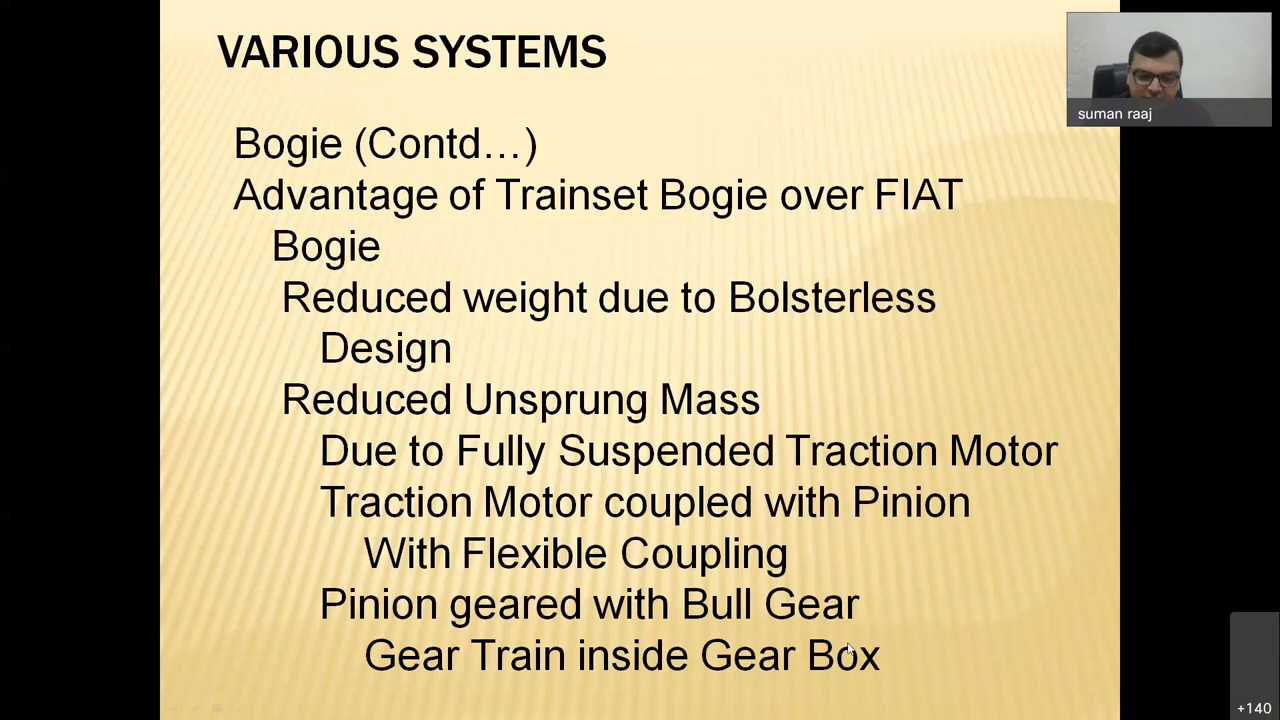 VARIOUS SYSTEMS
suman raaj
Bogie (Contd...)
Advantage of Trainset Bogie over FIAT
Bogie
Reduced weight due to Bolsterless
Design
Reduced Unsprung Mass
Due to Fully Suspended Traction Motor
Traction Motor coupled with Pinion
With Flexible Coupling
Pinion geared with Bull Gear
Gear Train inside Gear Box
+140